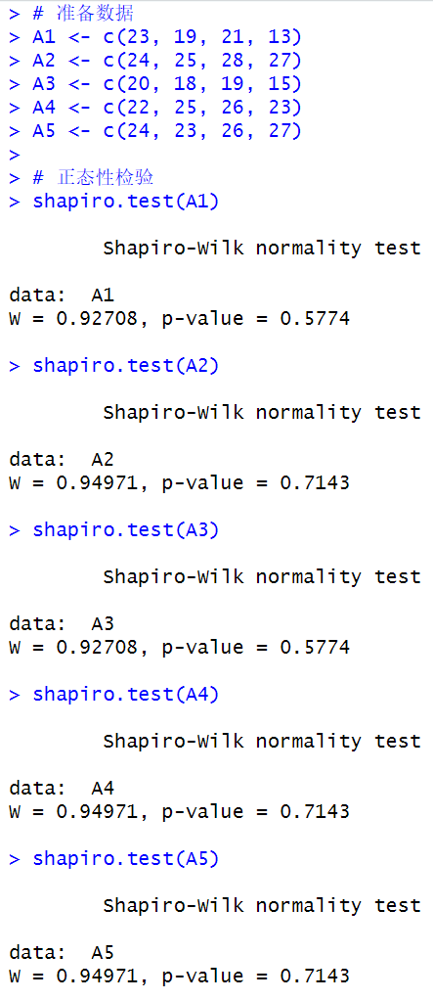 > # 准备数据
> A1 <- c(23, 19, 21, 13)
> A2 <- c(24, 25, 28, 27)
> A3 <- c(20, 18, 19, 15)
> A4 <- c(22, 25, 26, 23)
> A5 <- c(24, 23, 26, 27)
>
> # 正态性检验
> shapiro.test(A1)
Shapiro-Wilk normality test
data:  A1
W = 0.92708, p-value = 0.5774
> shapiro.test(A2)
Shapiro-Wilk normality test
data:  A2
W = 0.94971, p-value = 0.7143
> shapiro.test(A3)
Shapiro-Wilk normality test
data:  A3
W = 0.92708, p-value = 0.5774
> shapiro.test(A4)
Shapiro-Wilk normality test
data:  A4
W = 0.94971, p-value = 0.7143
> shapiro.test(A5)
Shapiro-Wilk normality test
data:  A5
W = 0.94971, p-value = 0.7143